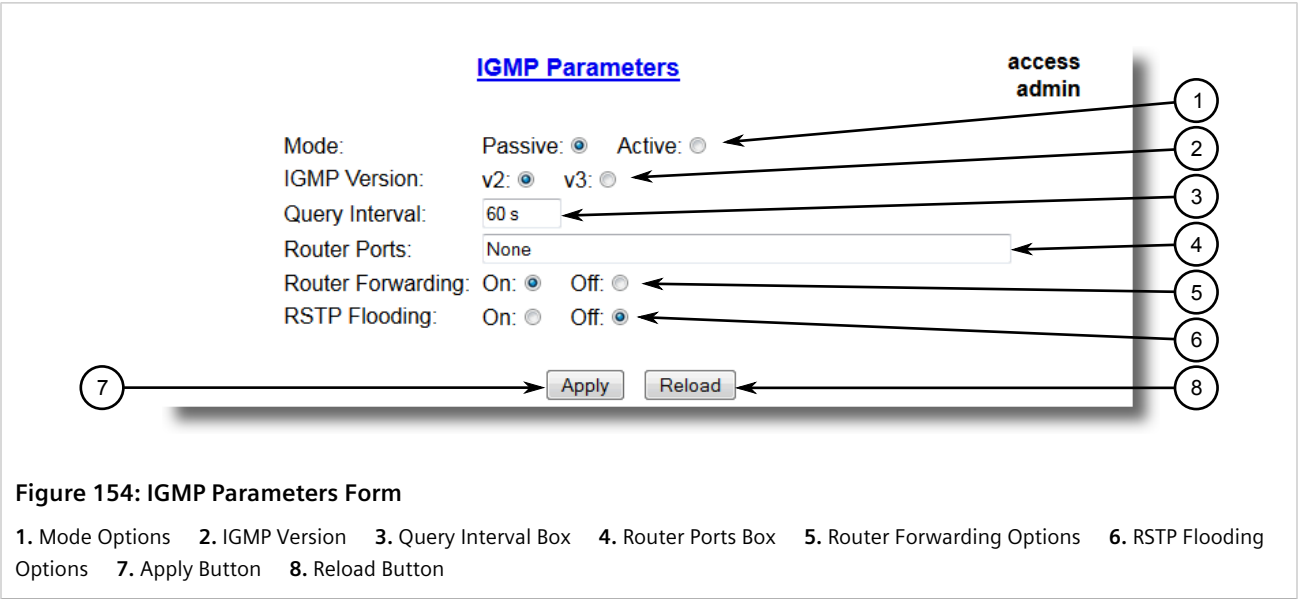 IGMP Parameters
access
admin
1
Mode: Passive: Active:
2
IGMP Version: v2: v3:
3
Query Interval: 60 s
4
Router Ports: None
Router Forwarding: On: Off:
5
RSTP Flooding: On: Off:
6
7
Apply Reload
8
Figure 154: IGMP Parameters Form
1. Mode Options 2. IGMP Version 3. Query Interval Box 4. Router Ports Box 5. Router Forwarding Options 6. RSTP Flooding
Options 7. Apply Button 8. Reload Button